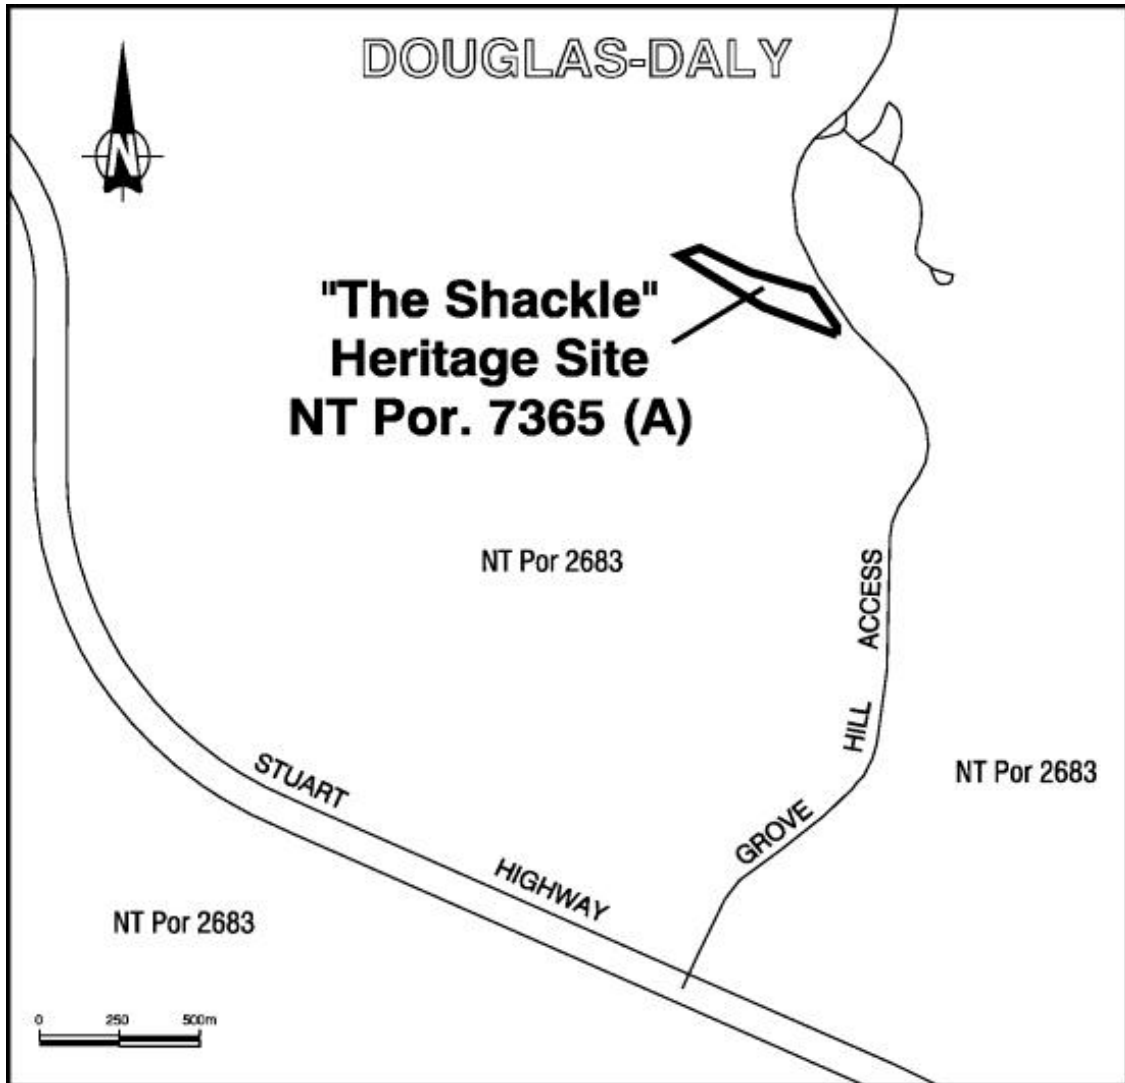 DOUGLAS-DALY
N
"The Shackle"
Heritage Site
NT Por. 7365 (A)
NT Por 2683
GROVE HILL ACCESS
NT Por 2683
STUART HIGHWAY
NT Por 2683
0 250 500m